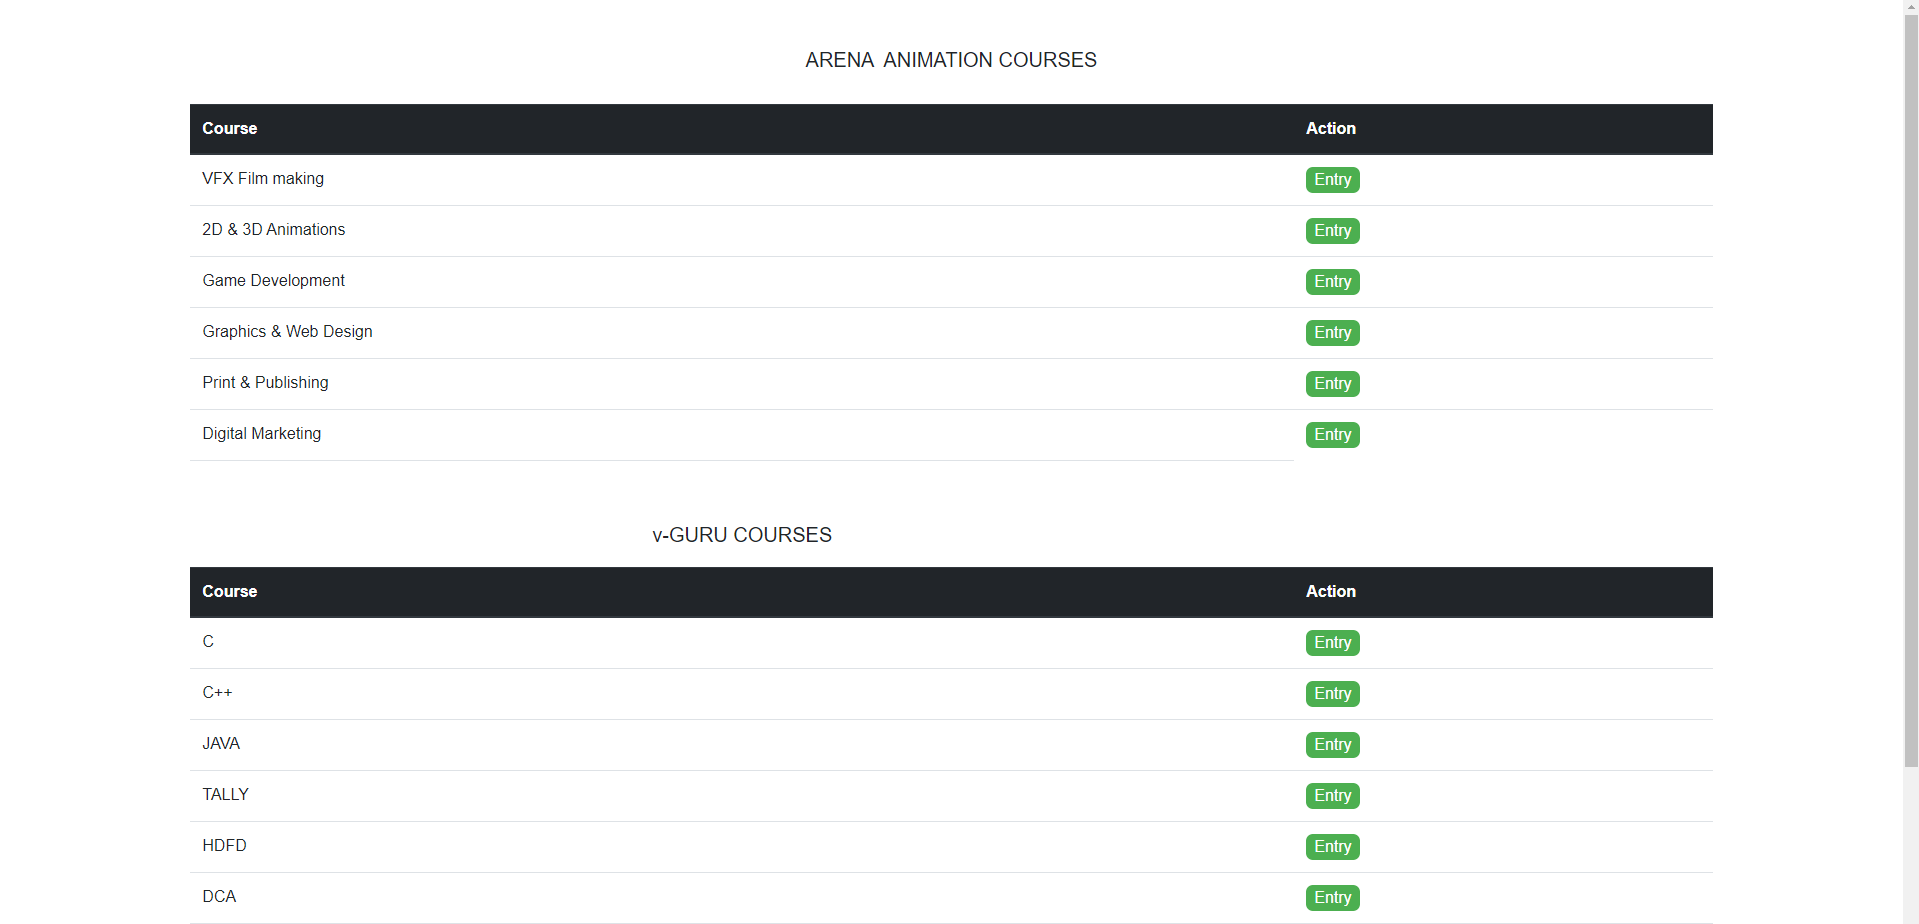 ARENA  ANIMATION COURSES
Course Action
VFX Film making Entry
2D & 3D Animations Entry
Game Development Entry
Graphics & Web Design Entry
Print & Publishing Entry
Digital Marketing Entry
v-GURU COURSES
Course Action
C Entry
C++ Entry
JAVA Entry
TALLY Entry
HDFD Entry
DCA Entry